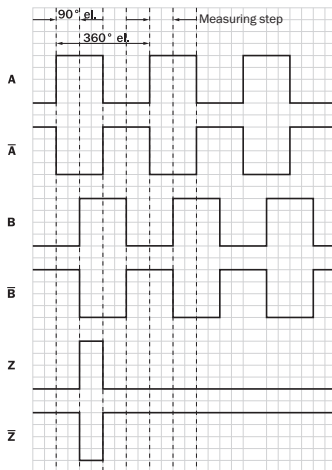 90° el.
Measuring step
360° el.
A
A̅
B
B̅
Z
Z̅